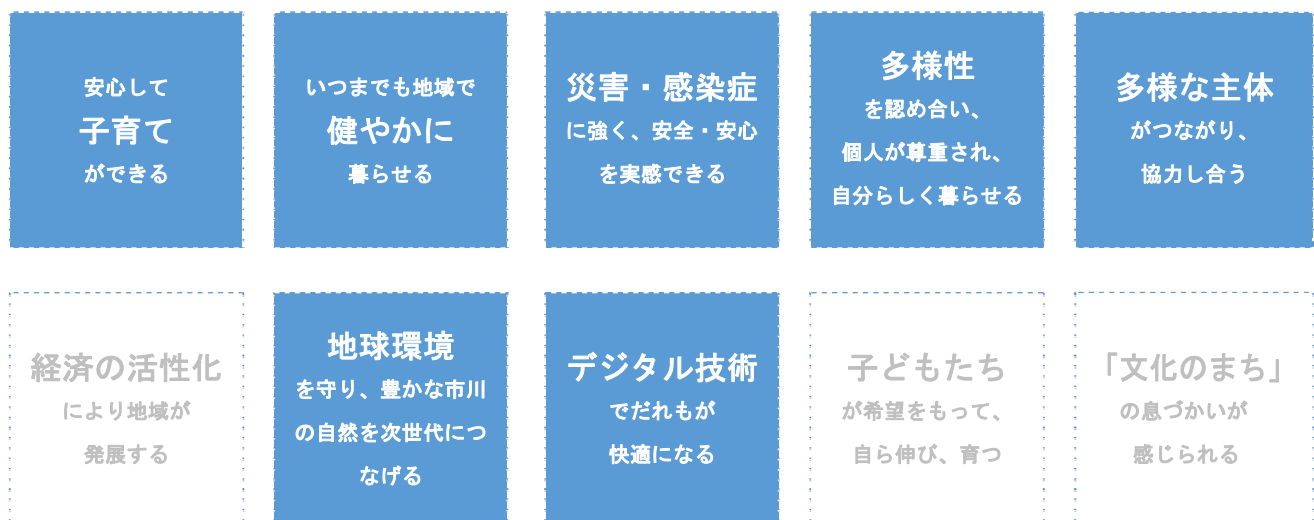 安心して
子育て
ができる
いつまでも地域で
健やかに
暮らせる
災害・感染症
に強く、安全・安心
を実感できる
多様性
を認め合い、
個人が尊重され、
自分らしく暮らせる
多様な主体
がつながり、
協力し合う
経済の活性化
により地域が
発展する
地球環境
を守り、豊かな市川
の自然を次世代につ
なげる
デジタル技術
でだれもが
快適になる
子どもたち
が希望をもって、
自ら伸び、育つ
「文化のまち」
の息づかいが
感じられる